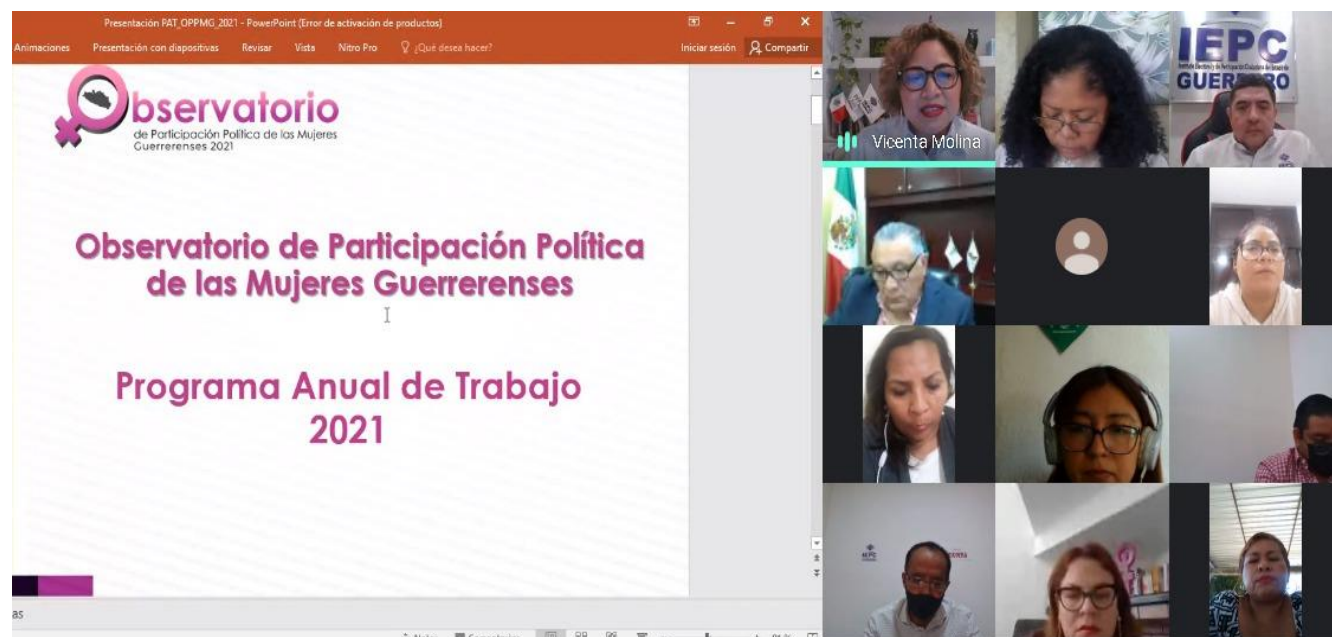 Presentación PAT_OPPMG_2021 - PowerPoint (Error de activación de productos)
Animaciones Presentación con diapositivas Revisar Vista Nitro Pro ¿Qué desea hacer? Iniciar sesión Compartir
Observatorio
de Participación Política de las Mujeres
Guerrerenses 2021
Observatorio de Participación Política
de las Mujeres Guerrerenses
Programa Anual de Trabajo
2021
as
Vicenta Molina
IEPC
GUERRERO
IEPC